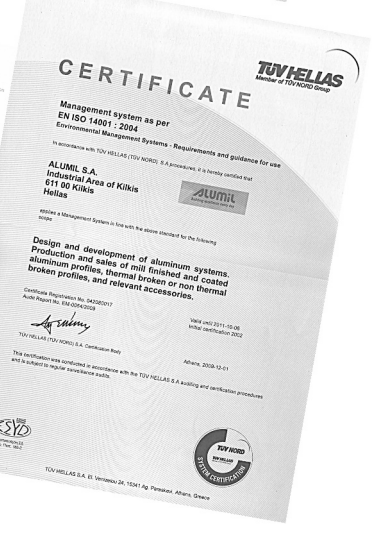 TÜV HELLAS
Member of TÜV NORD Group
CERTIFICATE
Management system as per
EN ISO 14001 : 2004
Environmental Management Systems - Requirements and guidance for use
In accordance with TÜV HELLAS (TÜV NORD) S.A. procedures, it is hereby certified that
ALUMIL S.A.
Industrial Area of Kilkis
611 00 Kilkis
Hellas
ALUMIL
applies a Management System in line with the above standard for the following
scope
Design and development of aluminum systems.
Production and sales of mill finished and coated
aluminum profiles, thermal broken or non thermal
broken profiles, and relevant accessories.
Certificate Registration No. 042080017
Audit Report No. EM-0064/2009
Valid until 2011-10-06
Initial certification 2002
TÜV HELLAS (TÜV NORD) S.A. Certification Body
Athens, 2009-12-01
This certification was conducted in accordance with the TÜV HELLAS S.A auditing and certification procedures
and is subject to regular surveillance audits.
ESYD
TÜV NORD
TÜV HELLAS
SYSTEM CERTIFICATION
TÜV HELLAS S.A. El. Venizelou 24, 15341 Ag. Paraskevi, Athens, Greece